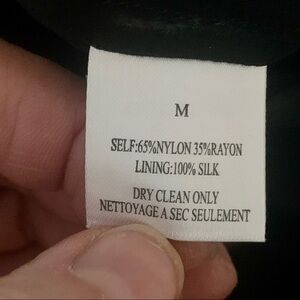 M
SELF:65%NYLON 35%RAYON
LINING:100% SILK
DRY CLEAN ONLY
NETTOYAGE A SEC SEULEMENT